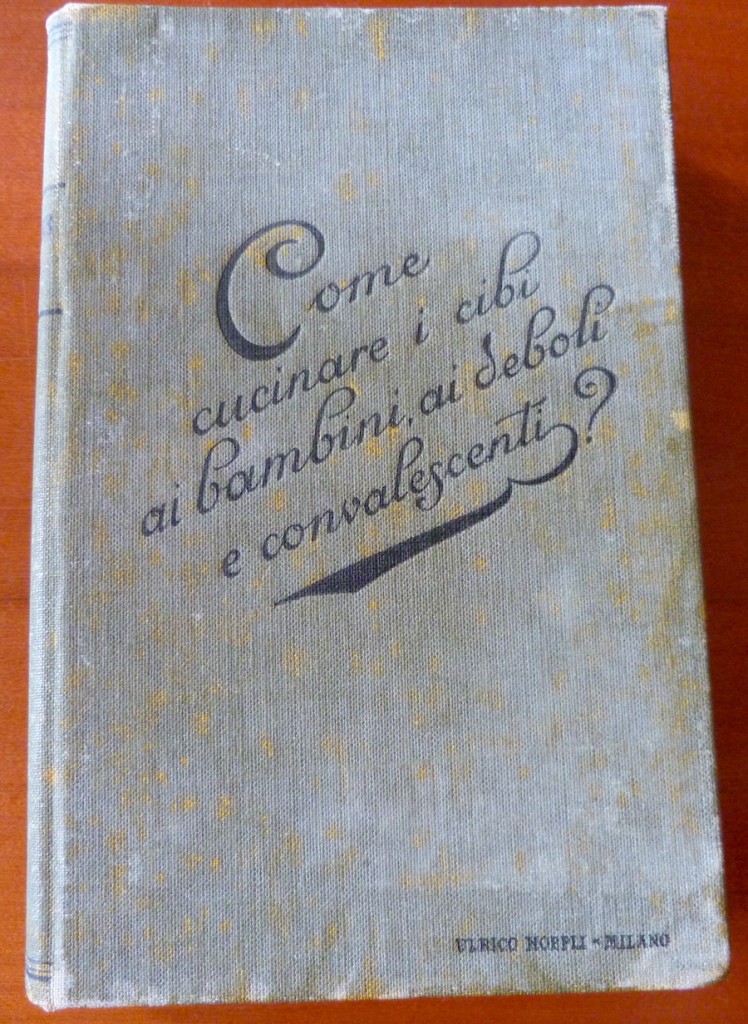 Come
cucinare i cibi
ai bambini, ai deboli
e convalescenti?
ULRICO HOEPLI - MILANO